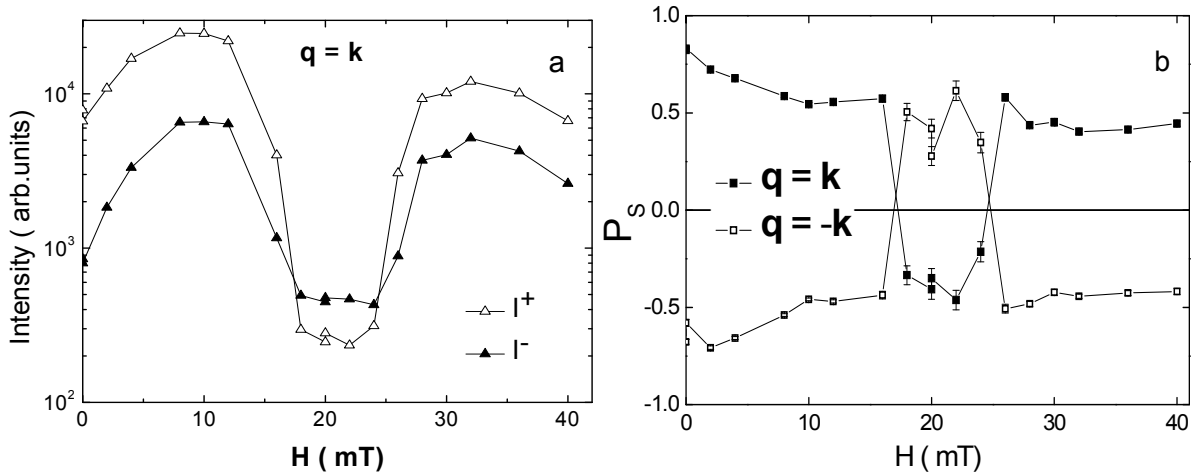 a
q = k
Intensity ( arb.units)
10^4
10^3
10^2
I^+
I^-
0 10 20 30 40
H ( mT)
b
1.0
0.5
0.0
-0.5
-1.0
P_S
q = k
q = -k
0 10 20 30 40
H ( mT)